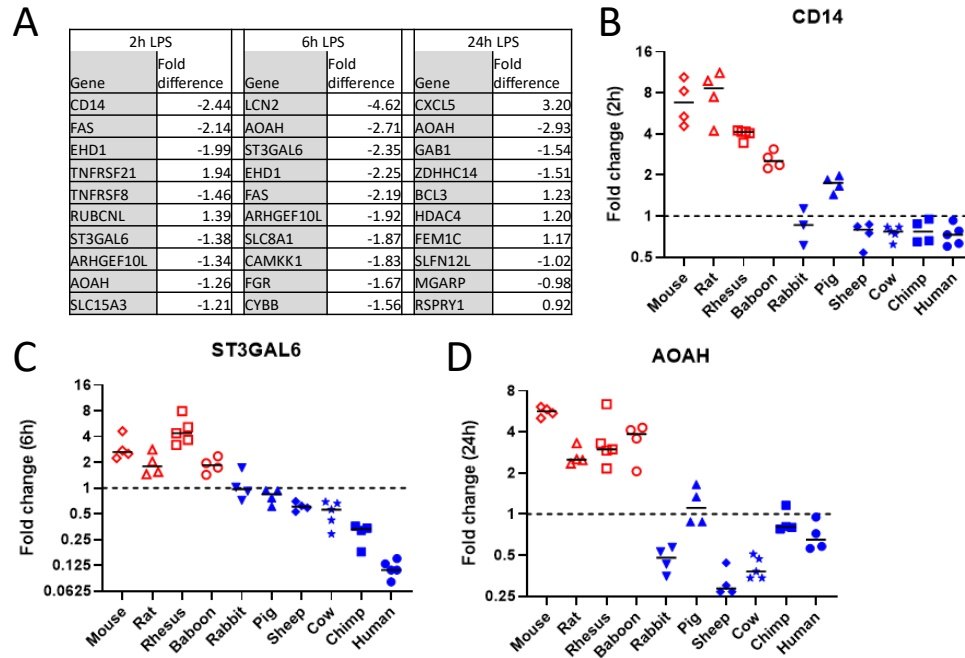 A
2h LPS 6h LPS 24h LPS
Gene Fold difference Gene Fold difference Gene Fold difference
CD14 -2.44 LCN2 -4.62 CXCL5 3.20
FAS -2.14 AOAH -2.71 AOAH -2.93
EHD1 -1.99 ST3GAL6 -2.35 GAB1 -1.54
TNFRSF21 1.94 EHD1 -2.25 ZDHHC14 -1.51
TNFRSF8 -1.46 FAS -2.19 BCL3 1.23
RUBCNL 1.39 ARHGEF10L -1.92 HDAC4 1.20
ST3GAL6 -1.38 SLC8A1 -1.87 FEM1C 1.17
ARHGEF10L -1.34 CAMKK1 -1.83 SLFN12L -1.02
AOAH -1.26 FGR -1.67 MGARP -0.98
SLC15A3 -1.21 CYBB -1.56 RSPRY1 0.92
B
CD14
Fold change (2h)
16
8
4
2
1
0.5
Mouse Rat Rhesus Baboon Rabbit Pig Sheep Cow Chimp Human
C
ST3GAL6
Fold change (6h)
16
8
4
2
1
0.5
0.25
0.125
0.0625
Mouse Rat Rhesus Baboon Rabbit Pig Sheep Cow Chimp Human
D
AOAH
Fold change (24h)
8
4
2
1
0.5
0.25
Mouse Rat Rhesus Baboon Rabbit Pig Sheep Cow Chimp Human